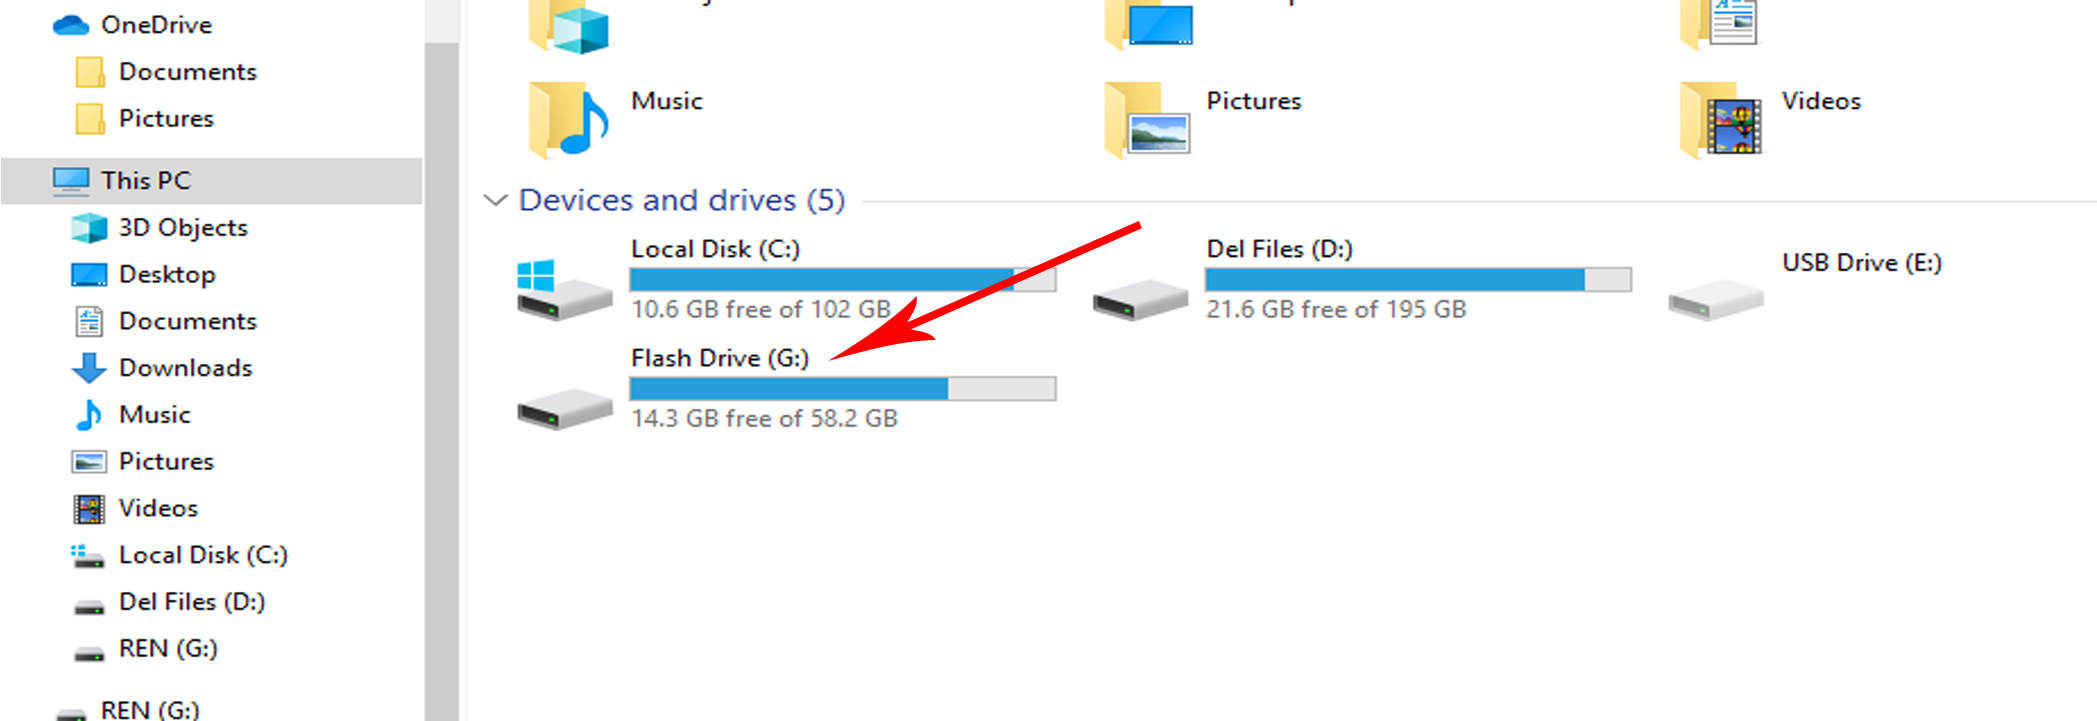 OneDrive
Documents
Pictures
This PC
3D Objects
Desktop
Documents
Downloads
Music
Pictures
Videos
Local Disk (C:)
Del Files (D:)
REN (G:)
REN (G:)
Music
Pictures
Videos
Devices and drives (5)
Local Disk (C:)
10.6 GB free of 102 GB
Del Files (D:)
21.6 GB free of 195 GB
USB Drive (E:)
Flash Drive (G:)
14.3 GB free of 58.2 GB